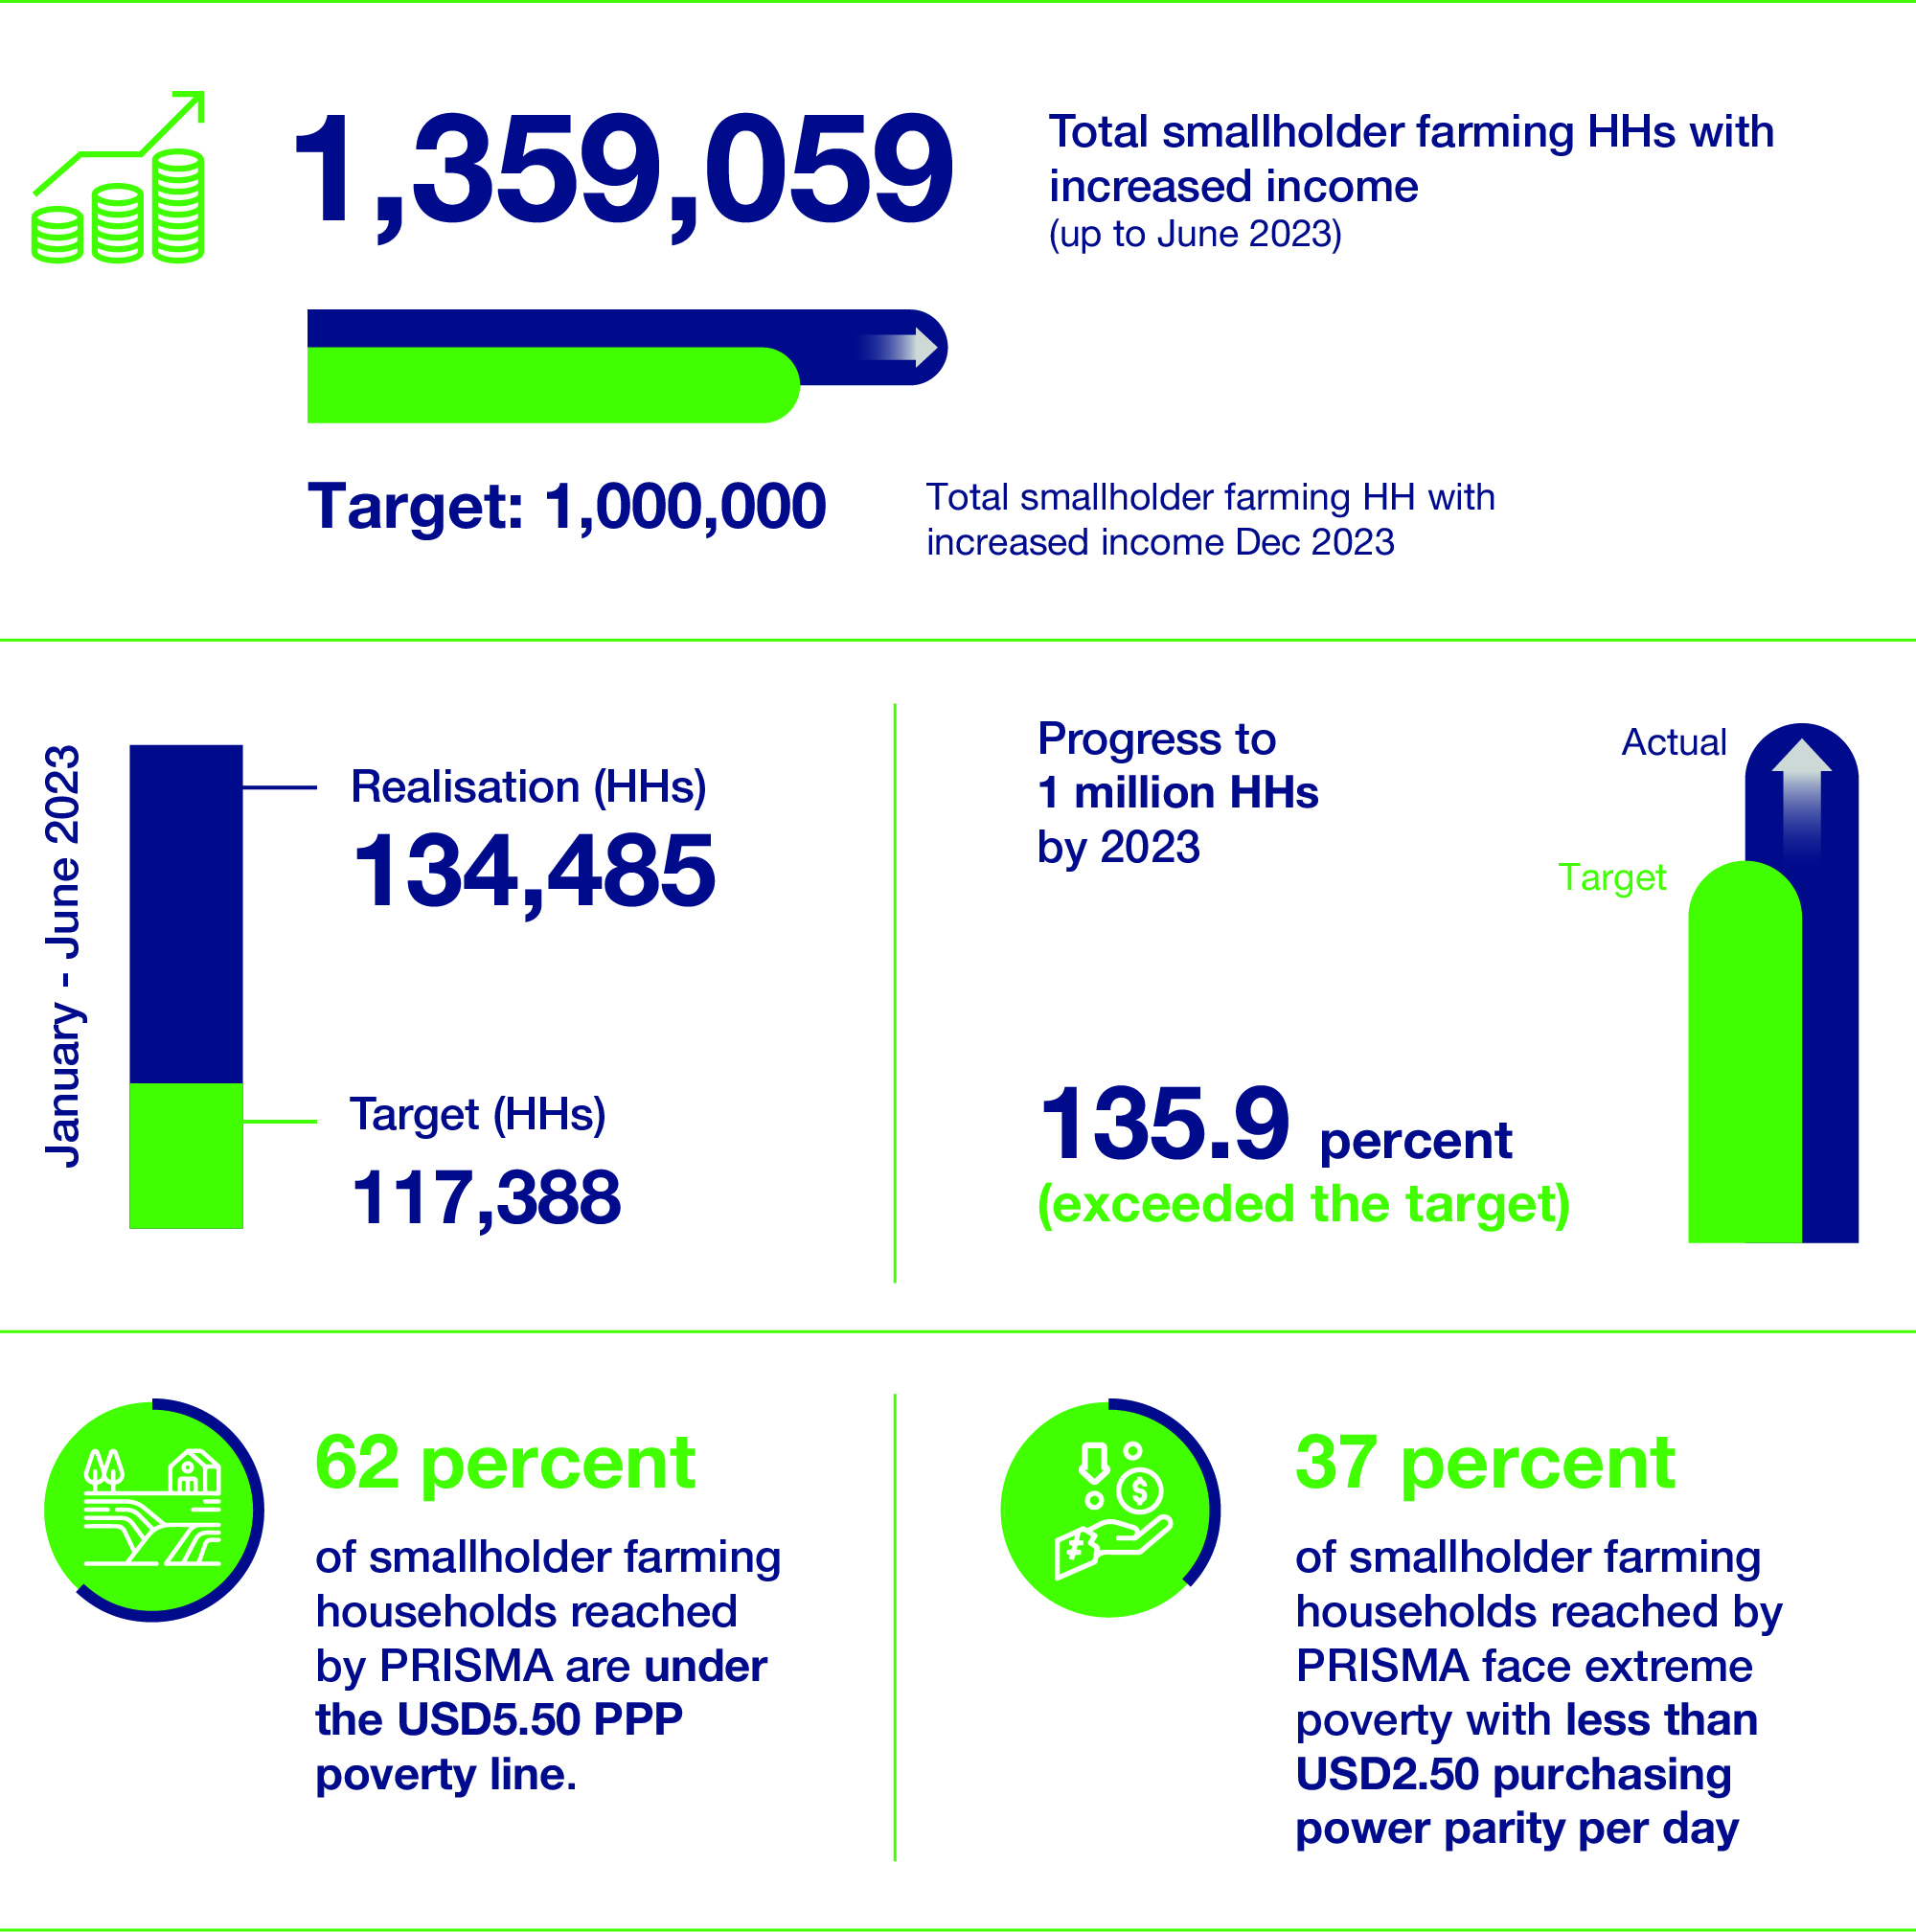 1,359,059
Total smallholder farming HHs with
increased income
(up to June 2023)
Target: 1,000,000
Total smallholder farming HH with
increased income Dec 2023
January - June 2023
Realisation (HHs)
134,485
Target (HHs)
117,388
Progress to
1 million HHs
by 2023
135.9 percent
(exceeded the target)
Actual
Target
62 percent
of smallholder farming
households reached
by PRISMA are under
the USD5.50 PPP
poverty line.
$
37 percent
of smallholder farming
households reached by
PRISMA face extreme
poverty with less than
USD2.50 purchasing
power parity per day